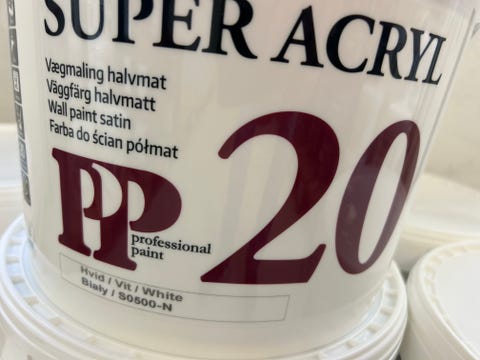 SUPER ACRYL
Vægmaling halvmat
Väggfärg halvmatt
Wall paint satin
Farba do ścian półmat
20
PP
professional
paint
Hvid / Vit / White
Biały / S0500-N